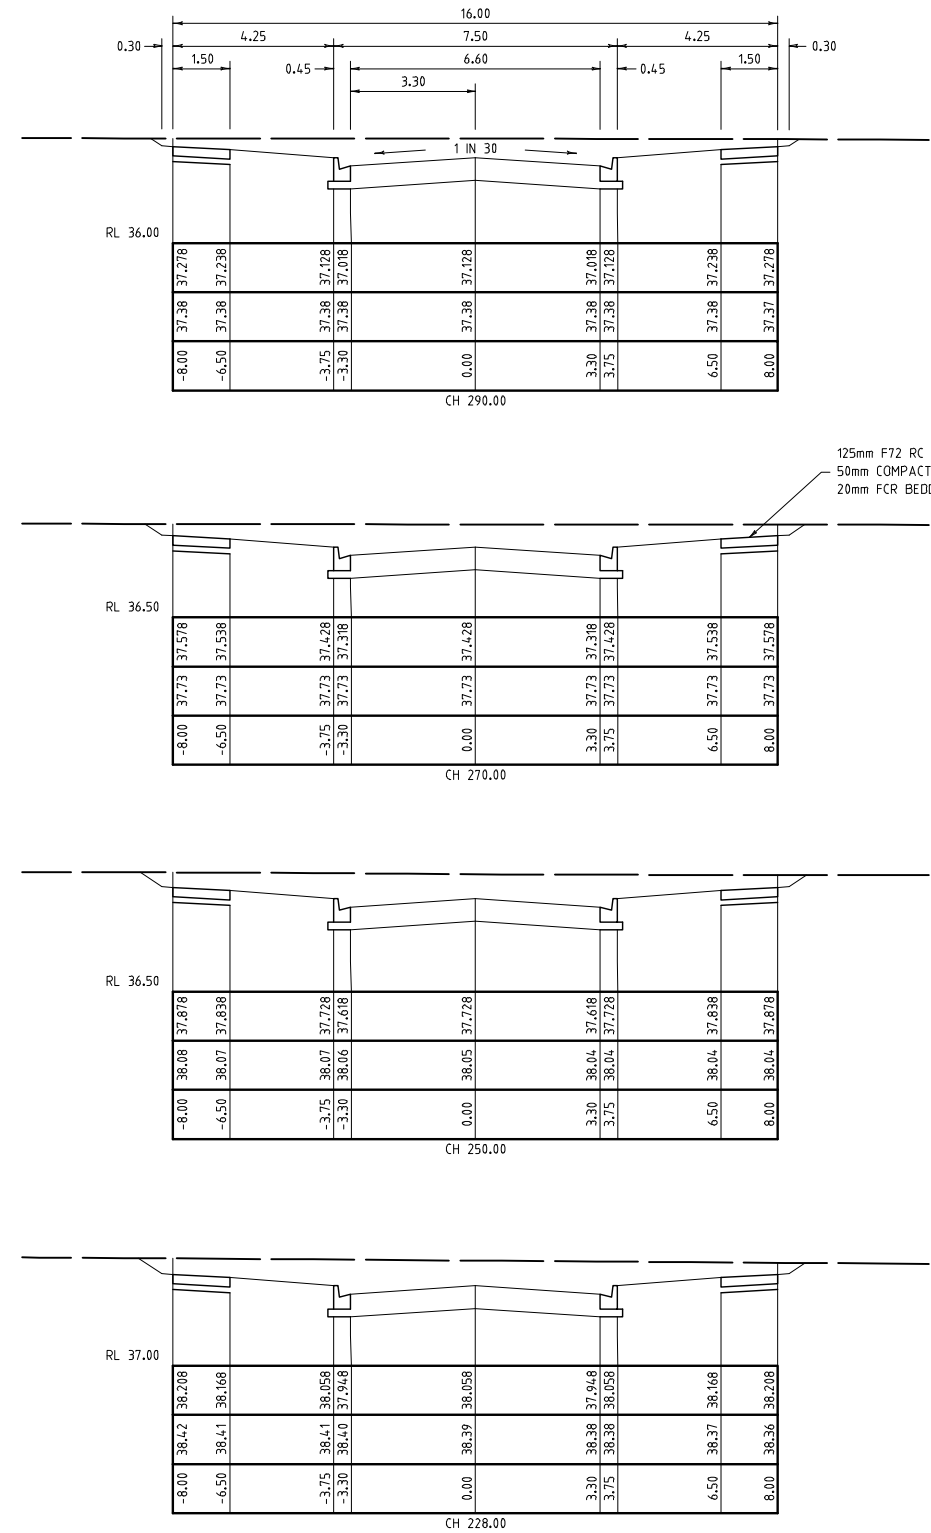 16.00
0.30 4.25 7.50 4.25 0.30
1.50 0.45 6.60 0.45 1.50
3.30
1 IN 30
RL 36.00
37.278 37.238 37.128 37.018 37.128 37.018 37.128 37.238 37.278
37.38 37.38 37.38 37.38 37.38 37.38 37.38 37.38 37.37
-8.00 -6.50 -3.75 -3.30 0.00 3.30 3.75 6.50 8.00
CH 290.00
125mm F72 RC
50mm COMPACT
20mm FCR
RL 36.50
37.578 37.538 37.428 37.318 37.428 37.318 37.428 37.538 37.578
37.73 37.73 37.73 37.73 37.73 37.73 37.73 37.73 37.73
-8.00 -6.50 -3.75 -3.30 0.00 3.30 3.75 6.50 8.00
CH 270.00
RL 36.50
37.878 37.838 37.728 37.618 37.728 37.618 37.728 37.838 37.878
38.08 38.07 38.07 38.06 38.05 38.04 38.04 38.04 38.04
-8.00 -6.50 -3.75 -3.30 0.00 3.30 3.75 6.50 8.00
CH 250.00
RL 37.00
38.208 38.168 38.058 37.948 38.058 37.948 38.058 38.168 38.208
38.42 38.41 38.41 38.40 38.39 38.38 38.38 38.37 38.36
-8.00 -6.50 -3.75 -3.30 0.00 3.30 3.75 6.50 8.00
CH 228.00